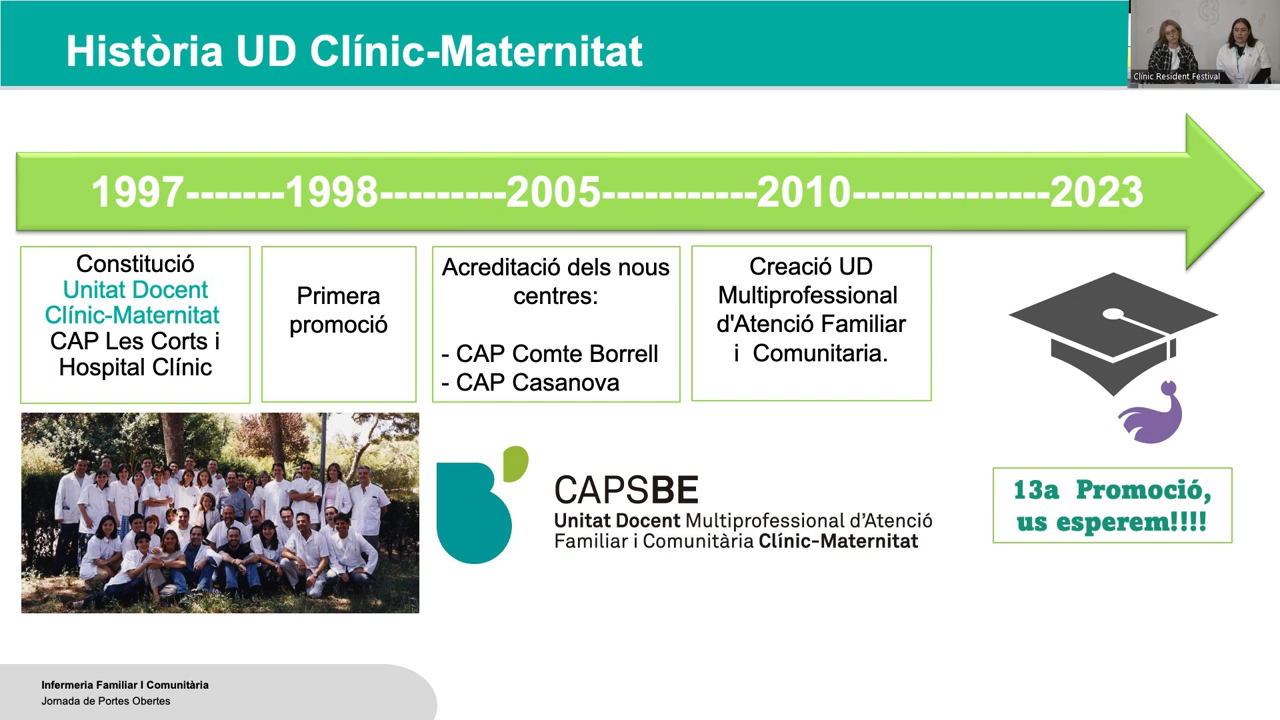 Història UD Clínic-Maternitat
Clínic Resident Festival
1997-------1998---------2005-----------2010--------------2023
Constitució
Unitat Docent
Clínic-Maternitat
CAP Les Corts i
Hospital Clínic
Primera
promoció
Acreditació dels nous
centres:
- CAP Comte Borrell
- CAP Casanova
Creació UD
Multiprofessional
d'Atenció Familiar
i Comunitaria.
CAPSBE
Unitat Docent Multiprofessional d'Atenció
Familiar i Comunitària Clínic-Maternitat
13a Promoció,
us esperem!!!!
Infermeria Familiar I Comunitària
Jornada de Portes Obertes